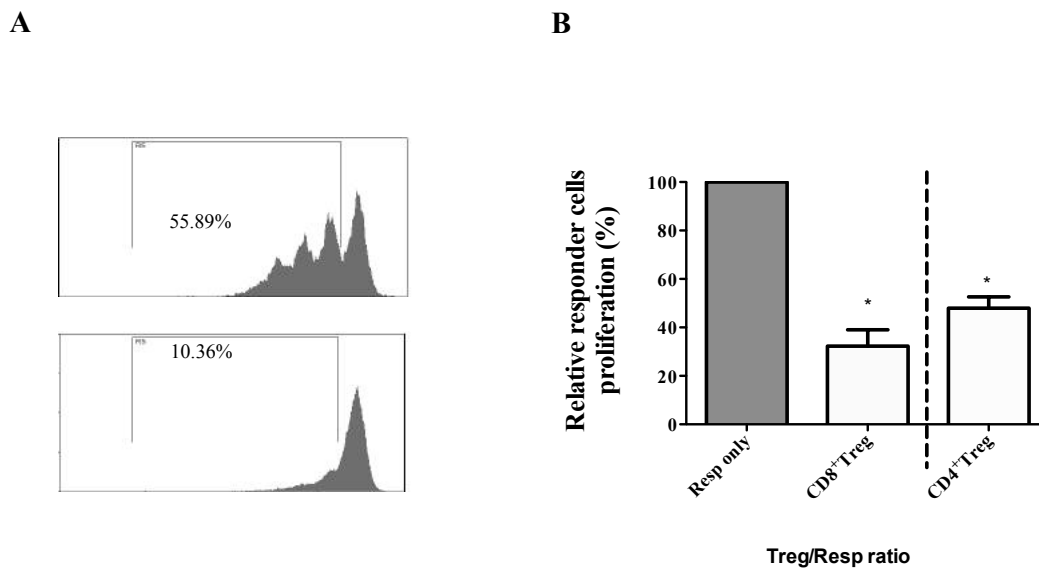 A
B
55.89%
10.36%
Relative responder cells
proliferation (%)
100
80
60
40
20
0
*
*
Resp only
CD8⁺Treg
CD4⁺Treg
Treg/Resp ratio